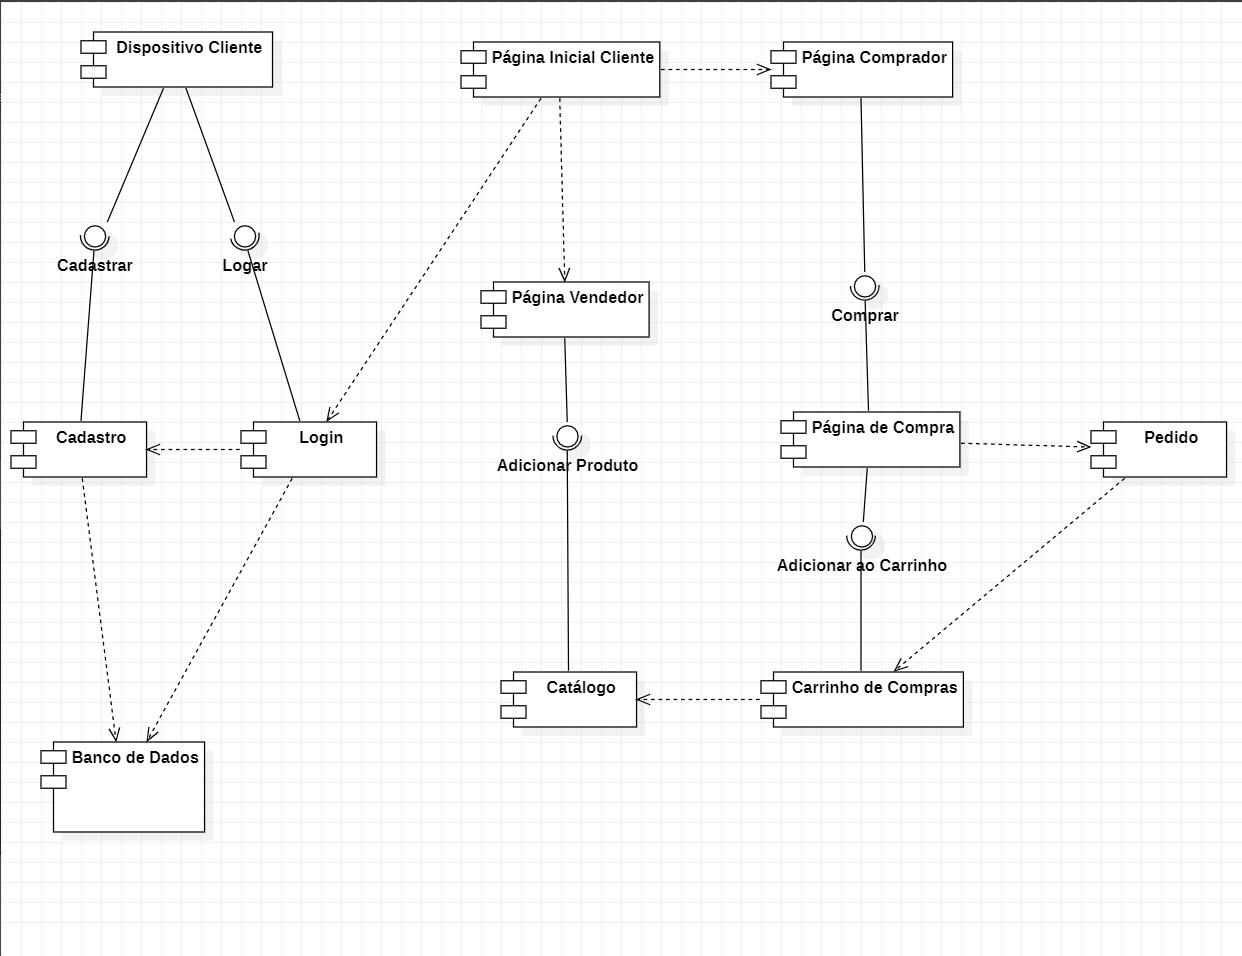 Dispositivo Cliente
Página Inicial Cliente
Página Comprador
Cadastrar
Logar
Página Vendedor
Comprar
Cadastro
Login
Adicionar Produto
Página de Compra
Pedido
Adicionar ao Carrinho
Catálogo
Carrinho de Compras
Banco de Dados